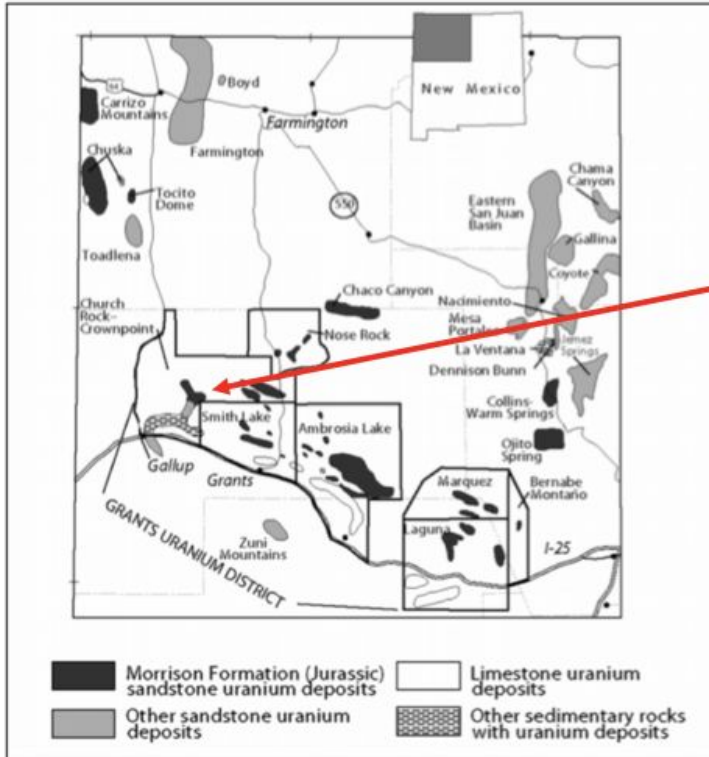 64
Boyd
New Mexico
Carrizo
Mountains
Farmington
Farmington
Chuska
Tocito
Dome
Toadlena
550
Chama
Canyon
Eastern
San Juan
Basin
Gallina
Coyote
Chaco Canyon
Nacimiento
Church
Rock-
Crownpoint
Nose Rock
Mesa
Portales
La Ventana
Jemez
Springs
Dennison Bunn
Collins-
Warm Springs
Smith Lake
Ambrosia Lake
Ojito
Spring
Gallup
Grants
Marquez
Bernabe
Montaño
Laguna
Zuni
Mountains
I-25
GRANTS URANIUM DISTRICT
Morrison Formation (Jurassic)
sandstone uranium deposits
Limestone uranium
deposits
Other sandstone uranium
deposits
Other sedimentary rocks
with uranium deposits